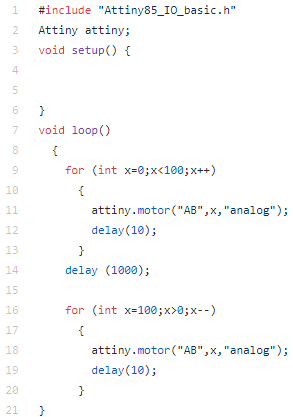 1 #include "Attiny85_IO_basic.h"
2 Attiny attiny;
3 void setup() {
4
5
6 }
7 void loop()
8 {
9 for (int x=0;x<100;x++)
10 {
11 attiny.motor("AB",x,"analog");
12 delay(10);
13 }
14 delay (1000);
15
16 for (int x=100;x>0;x--)
17 {
18 attiny.motor("AB",x,"analog");
19 delay(10);
20 }
21 }